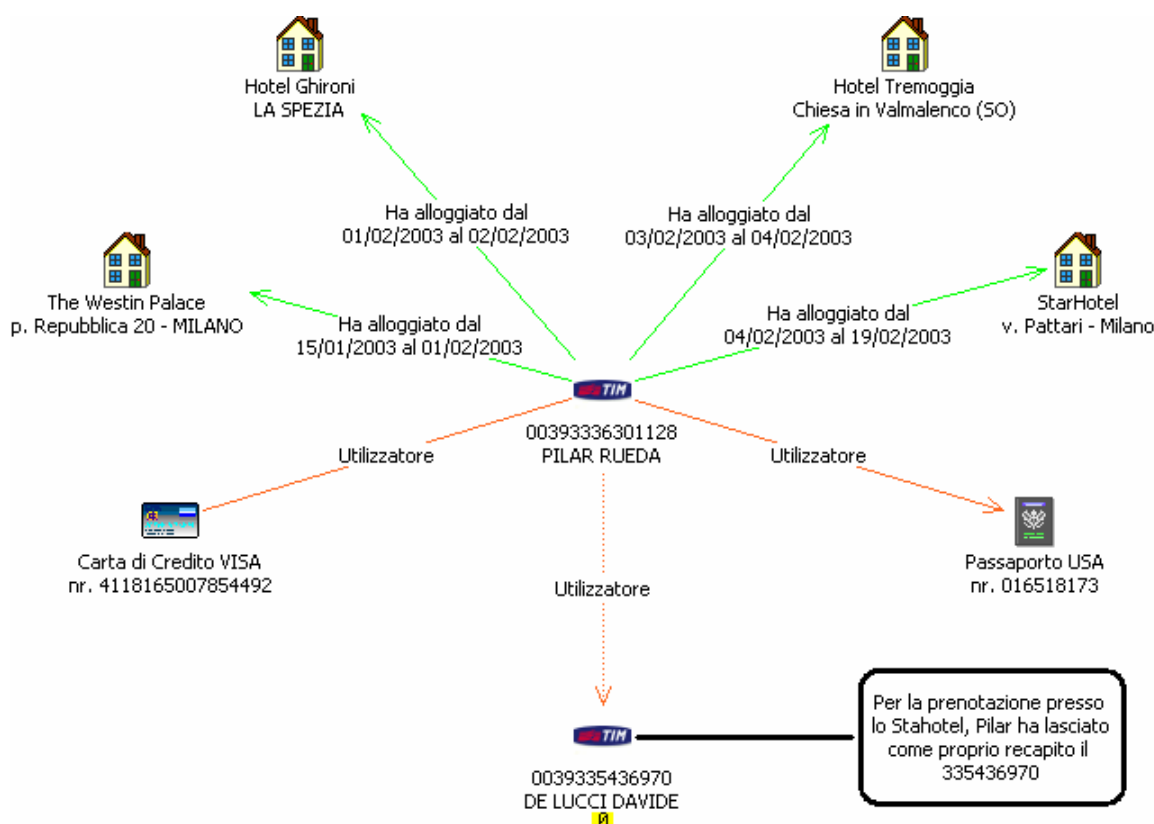 Hotel Ghironi
LA SPEZIA
Hotel Tremoggia
Chiesa in Valmalenco (SO)
Ha alloggiato dal
01/02/2003 al 02/02/2003
Ha alloggiato dal
03/02/2003 al 04/02/2003
The Westin Palace
p. Repubblica 20 - MILANO
StarHotel
v. Pattari - Milano
Ha alloggiato dal
15/01/2003 al 01/02/2003
Ha alloggiato dal
04/02/2003 al 19/02/2003
TIM
00393336301128
PILAR RUEDA
Utilizzatore
Utilizzatore
Carta di Credito VISA
nr. 4118165007854492
Passaporto USA
nr. 016518173
Utilizzatore
TIM
0039335436970
DE LUCCI DAVIDE
0
Per la prenotazione presso
lo Stahotel, Pilar ha lasciato
come proprio recapito il
335436970